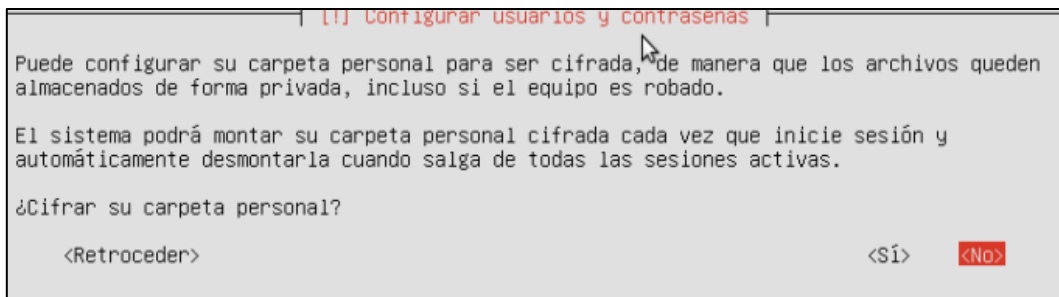 [!] Configurar usuarios y contraseñas
Puede configurar su carpeta personal para ser cifrada, de manera que los archivos queden
almacenados de forma privada, incluso si el equipo es robado.
El sistema podrá montar su carpeta personal cifrada cada vez que inicie sesión y
automáticamente desmontarla cuando salga de todas las sesiones activas.
¿Cifrar su carpeta personal?
<Retroceder> <Sí> <No>